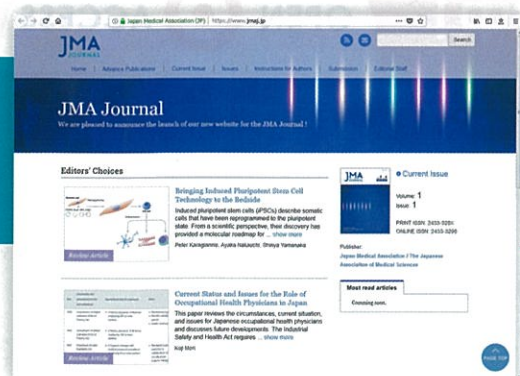 Japan Medical Association (JP)
https://www.jmaj.jp
Search
JMA
JOURNAL
Home
Advance Publications
Current Issue
Issues
Instructions for Authors
Submission
Editorial Staff
JMA Journal
We are pleased to announce the launch of our new website for the JMA Journal !
Editors' Choices
Bringing Induced Pluripotent Stem Cell
Technology to the Bedside
Induced pluripotent stem cells (iPSCs) describe somatic
cells that have been reprogrammed to the pluripotent
state. From a scientific perspective, their discovery has
provided a molecular roadmap for ... show more
Peter Karagiannis, Ayaka Nakauchi, Shinya Yamanaka
Review Article
Current Status and Issues for the Role of
Occupational Health Physicians in Japan
This paper reviews the circumstances, current situation,
and issues for Japanese occupational health physicians
and discusses future developments. The Industrial
Safety and Health Act requires ... show more
Koji Mori
Review Article
JMA
Current Issue
Volume: 1
Issue: 1
PRINT ISSN: 2433-328X
ONLINE ISSN: 2433-3298
Publisher:
Japan Medical Association / The Japanese
Association of Medical Sciences
Most read articles
Comming soon.
PAGE TOP